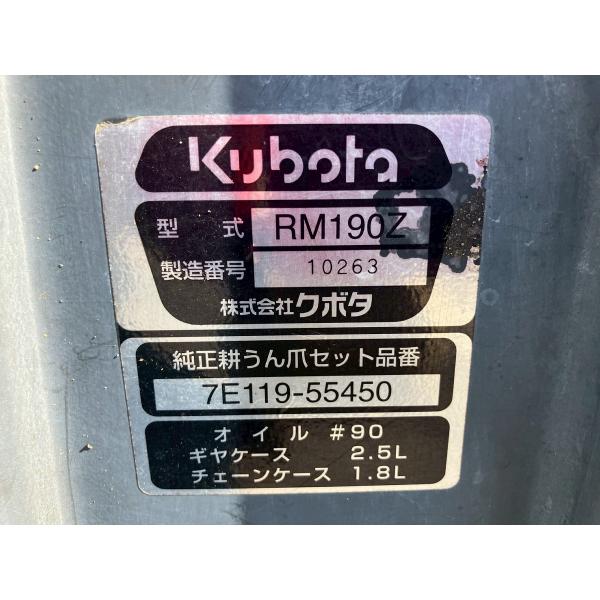 Kubota
型式 RM190Z
製造番号 10263
株式会社クボタ
純正耕うん爪セット品番
7E119-55450
オイル #90
ギヤケース 2.5L
チェーンケース 1.8L